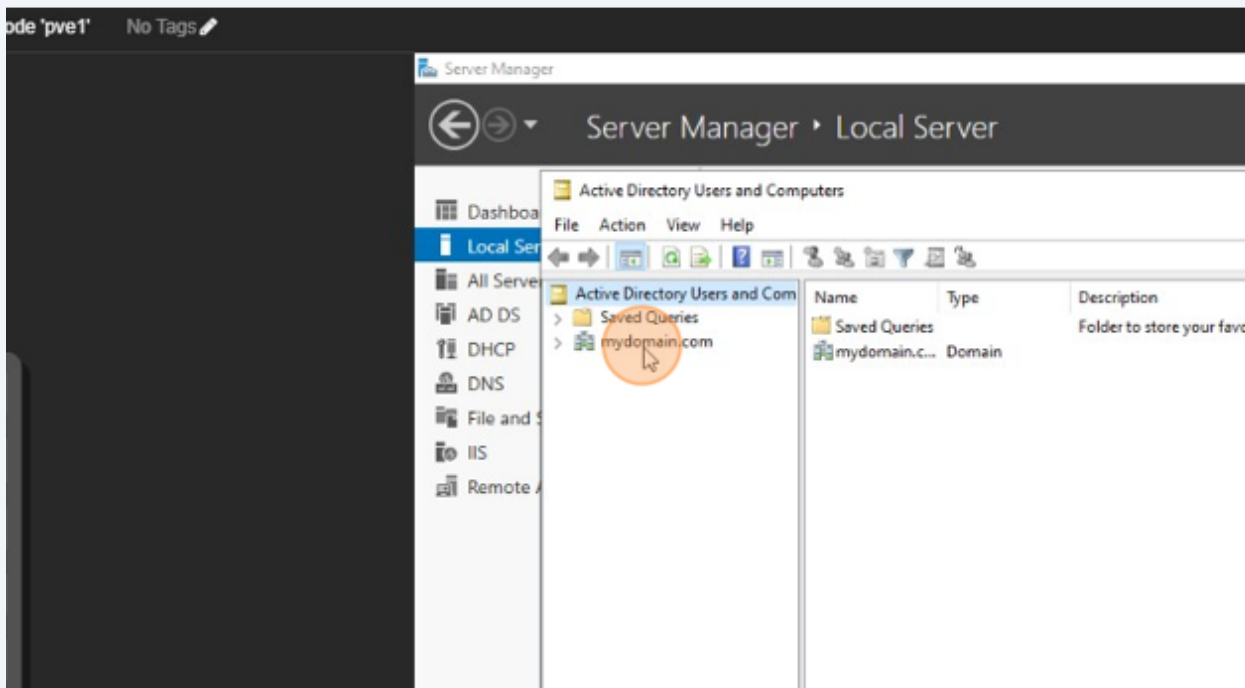 ode 'pve1' No Tags
Server Manager
Server Manager ‣ Local Server
Active Directory Users and Computers
File Action View Help
Dashboa
Local Ser
All Server
AD DS
DHCP
DNS
File and S
IIS
Remote A
Active Directory Users and Com
Saved Queries
mydomain.com
Name Type Description
Saved Queries Folder to store your favo
mydomain.c... Domain